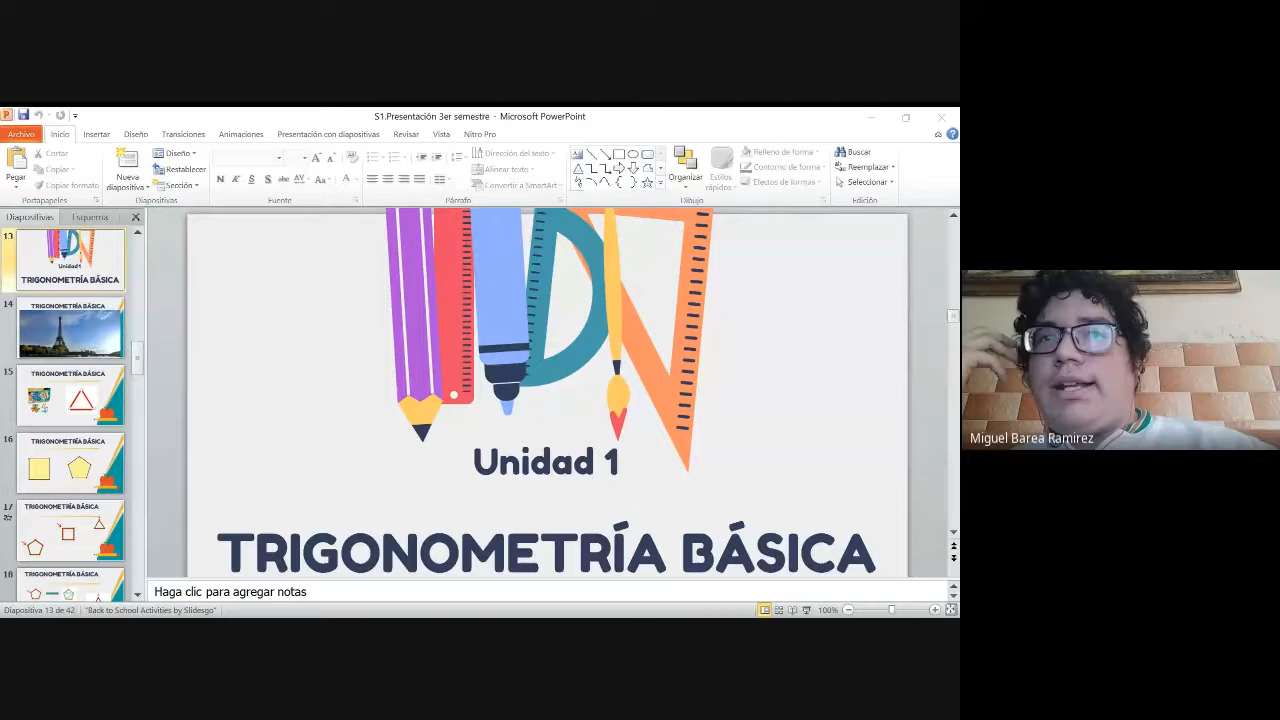 S1.Presentación 3er semestre - Microsoft PowerPoint
Archivo Inicio Insertar Diseño Transiciones Animaciones Presentación con diapositivas Revisar Vista Nitro Pro
Pegar
Cortar
Copiar
Copiar formato
Portapapeles
Nueva
diapositiva
Diseño
Restablecer
Sección
Diapositivas
N K S S abc AV Aa A
Fuente
Dirección del texto
Alinear texto
Convertir a SmartArt
Párrafo
Organizar
Estilos
rápidos
Relleno de forma
Contorno de forma
Efectos de formas
Dibujo
Buscar
Reemplazar
Seleccionar
Edición
Diapositivas Esquema
13
Unidad 1
TRIGONOMETRÍA BÁSICA
14
TRIGONOMETRÍA BÁSICA
15
TRIGONOMETRÍA BÁSICA
16
TRIGONOMETRÍA BÁSICA
17
TRIGONOMETRÍA BÁSICA
18
TRIGONOMETRÍA BÁSICA
Unidad 1
TRIGONOMETRÍA BÁSICA
Haga clic para agregar notas
Diapositiva 13 de 42 "Back to School Activities by Slidesgo" 100%
Miguel Barea Ramirez